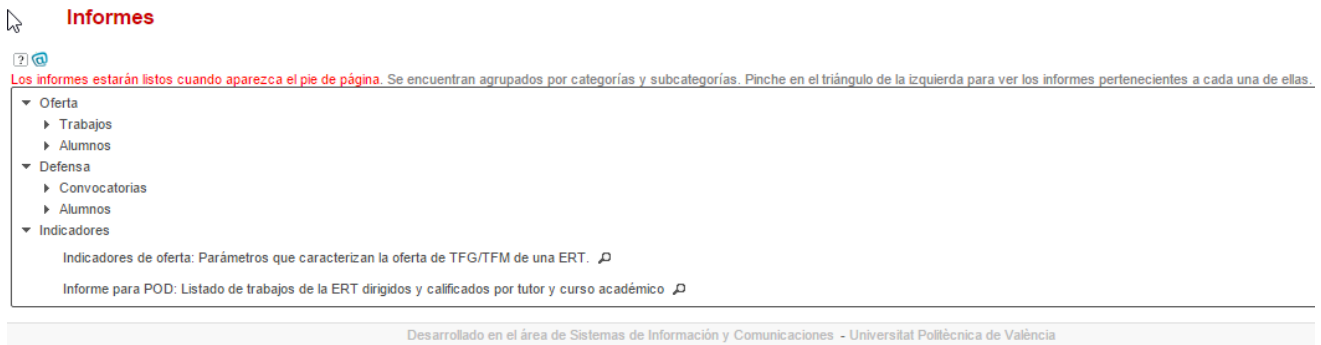 Informes
?@
Los informes estarán listos cuando aparezca el pie de página. Se encuentran agrupados por categorías y subcategorías. Pinche en el triángulo de la izquierda para ver los informes pertenecientes a cada una de ellas.
Oferta
Trabajos
Alumnos
Defensa
Convocatorias
Alumnos
Indicadores
Indicadores de oferta: Parámetros que caracterizan la oferta de TFG/TFM de una ERT.
Informe para POD: Listado de trabajos de la ERT dirigidos y calificados por tutor y curso académico
Desarrollado en el área de Sistemas de Información y Comunicaciones - Universitat Politècnica de València